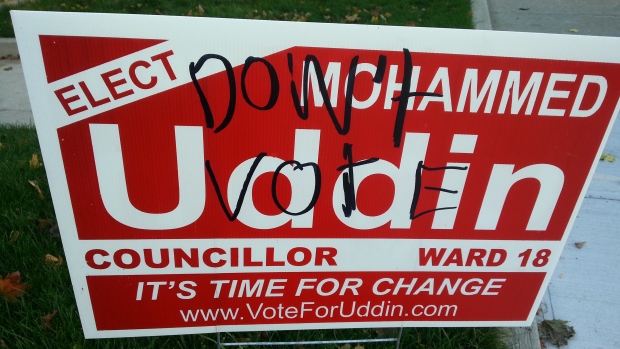 ELECT
MOHAMMED
DOn't
VOTE
Uddin
COUNCILLOR WARD 18
IT'S TIME FOR CHANGE
www.VoteForUddin.com